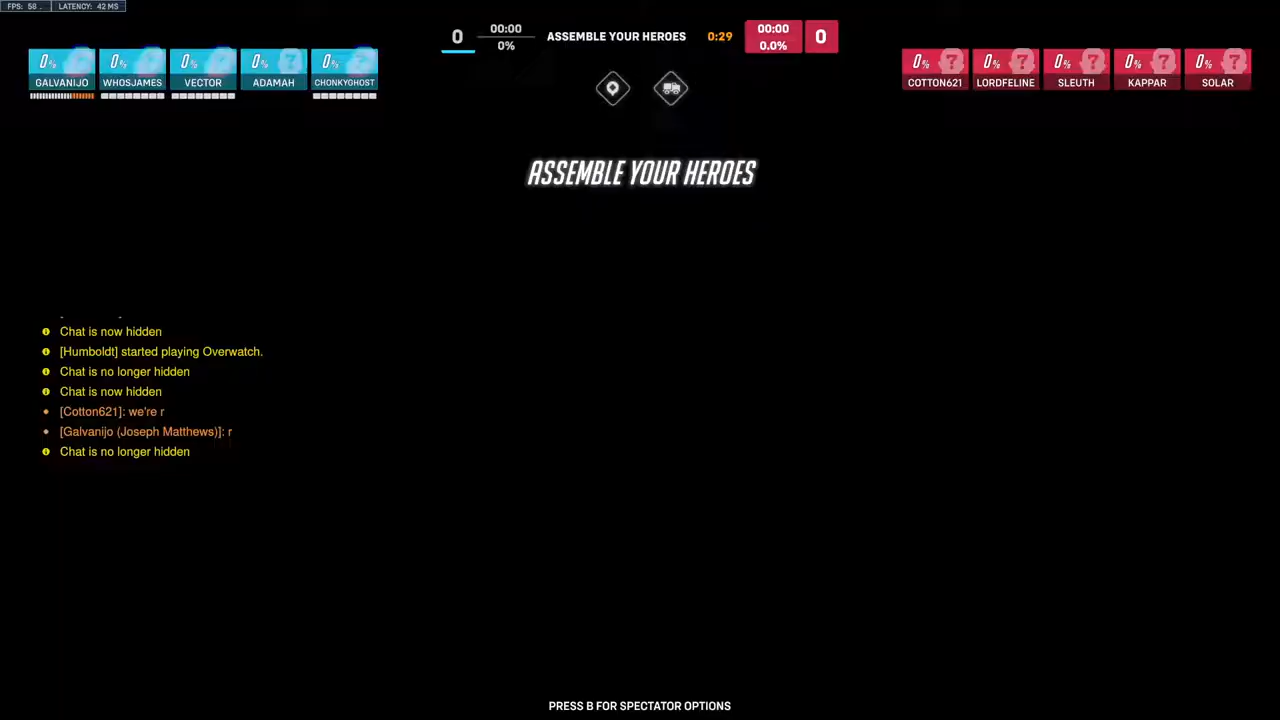 FPS: 56 . LATENCY: 42 MS
0 00:00 0% ASSEMBLE YOUR HEROES 0:29 00:00 0.0% 0
0% 0% 0% 0% ? 0% 0% ? 0% ? 0% ? 0% ? 0% ?
GALVANIJO WHOSJAMES VECTOR ADAMAH CHONKYGHOST COTTON621 LORDFELINE SLEUTH KAPPAR SOLAR
ASSEMBLE YOUR HEROES
Chat is now hidden
[Humboldt] started playing Overwatch.
Chat is no longer hidden
Chat is now hidden
[Cotton621]: we're r
[Galvanijo (Joseph Matthews)]: r
Chat is no longer hidden
PRESS B FOR SPECTATOR OPTIONS